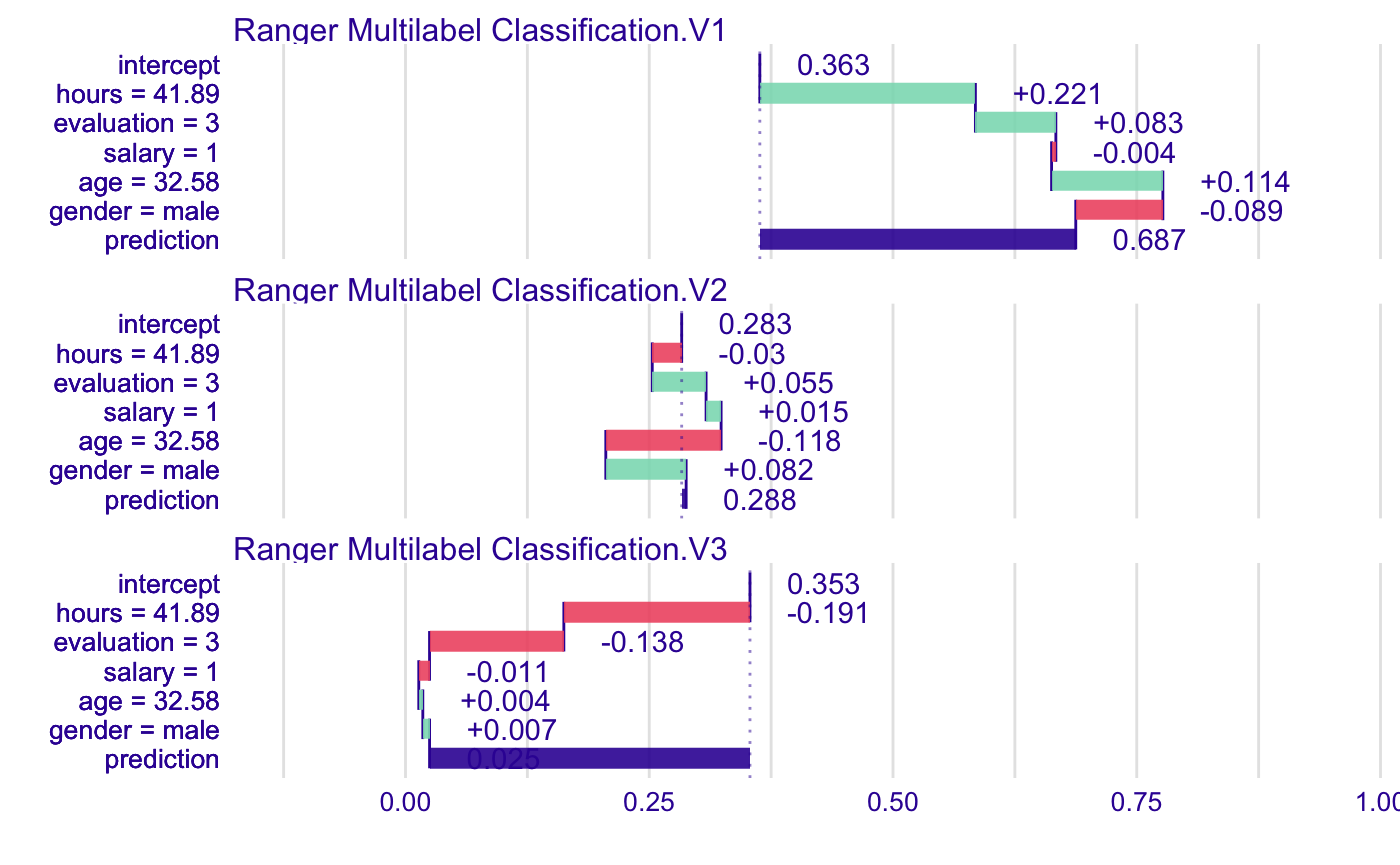 Ranger Multilabel Classification.V1
intercept 0.363
hours = 41.89 +0.221
evaluation = 3 +0.083
salary = 1 -0.004
age = 32.58 +0.114
gender = male -0.089
prediction 0.687
Ranger Multilabel Classification.V2
intercept 0.283
hours = 41.89 -0.03
evaluation = 3 +0.055
salary = 1 +0.015
age = 32.58 -0.118
gender = male +0.082
prediction 0.288
Ranger Multilabel Classification.V3
intercept 0.353
hours = 41.89 -0.191
evaluation = 3 -0.138
salary = 1 -0.011
age = 32.58 +0.004
gender = male +0.007
prediction 0.025
0.00 0.25 0.50 0.75 1.00